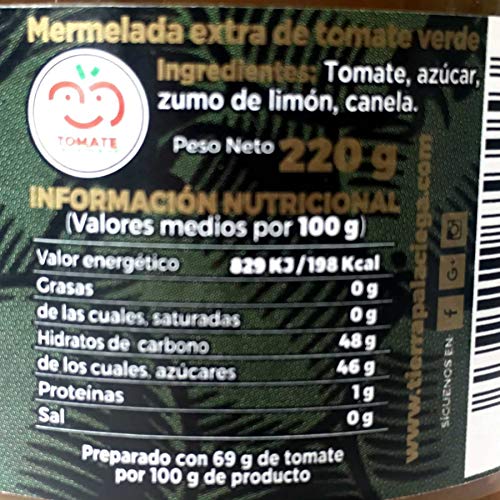 Mermelada extra de tomate verde
Ingredientes: Tomate, azúcar,
zumo de limón, canela.
TOMATE
Peso Neto 220 g
INFORMACIÓN NUTRICIONAL
(Valores medios por 100 g)
Valor energético 829 KJ/198 Kcal
Grasas 0 g
de las cuales, saturadas 0 g
Hidratos de carbono 48 g
de los cuales, azúcares 46 g
Proteínas 1 g
Sal 0 g
Preparado con 69 g de tomate
por 100 g de producto
www.tierrapalaciega.com
SÍGUENOS EN f G+